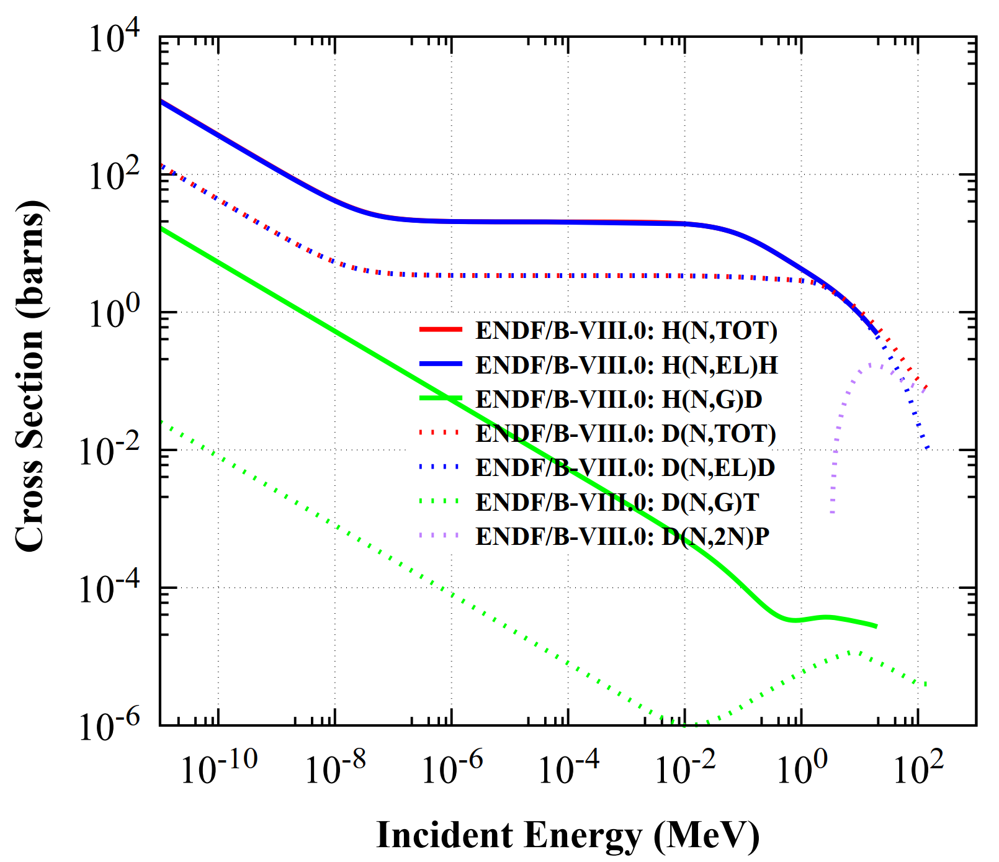 10^4
10^2
10^0
10^-2
10^-4
10^-6
Cross Section (barns)
ENDF/B-VIII.0: H(N,TOT)
ENDF/B-VIII.0: H(N,EL)H
ENDF/B-VIII.0: H(N,G)D
ENDF/B-VIII.0: D(N,TOT)
ENDF/B-VIII.0: D(N,EL)D
ENDF/B-VIII.0: D(N,G)T
ENDF/B-VIII.0: D(N,2N)P
10^-10 10^-8 10^-6 10^-4 10^-2 10^0 10^2
Incident Energy (MeV)